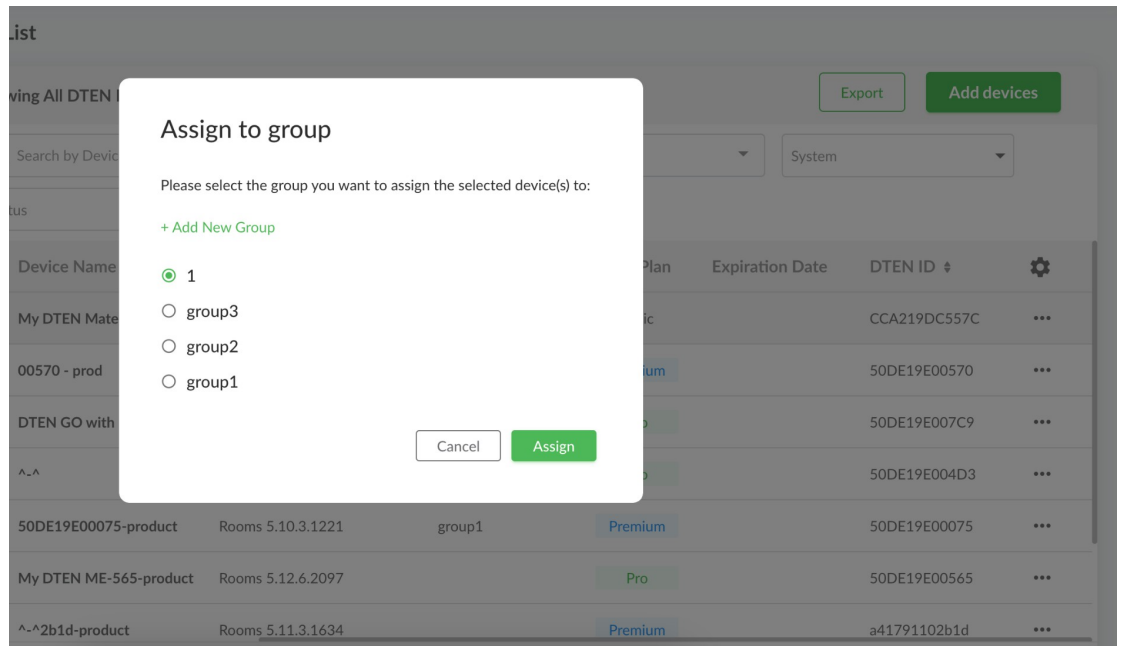 List
wing All DTEN
Export
Add devices
Search by Devic
System
tus
Assign to group
Please select the group you want to assign the selected device(s) to:
+ Add New Group
1
group3
group2
group1
Cancel
Assign
Device Name Plan Expiration Date DTEN ID
My DTEN Mate ic CCA219DC557C
00570 - prod ium 50DE19E00570
DTEN GO with 50DE19E007C9
^-^ 50DE19E004D3
50DE19E00075-product Rooms 5.10.3.1221 group1 Premium 50DE19E00075
My DTEN ME-565-product Rooms 5.12.6.2097 Pro 50DE19E00565
^-^2b1d-product Rooms 5.11.3.1634 Premium a41791102b1d